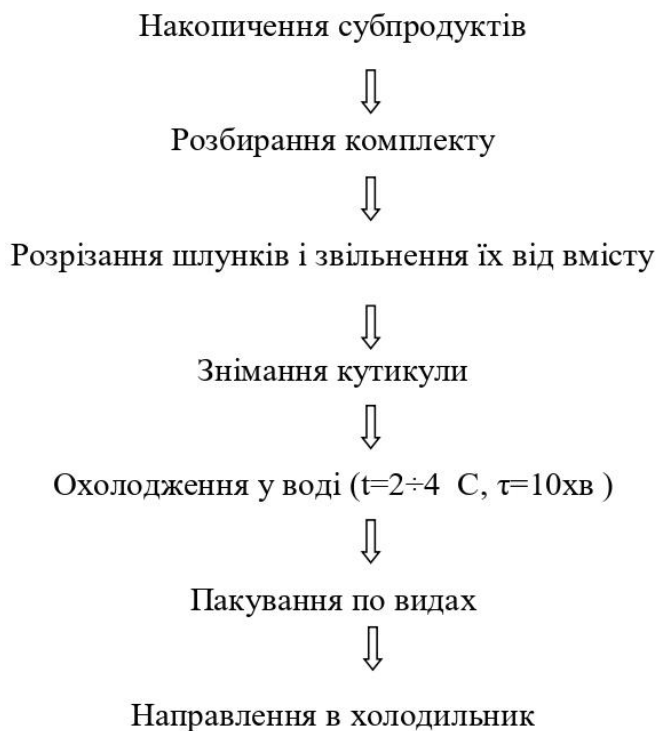 Накопичення субпродуктів
Розбирання комплекту
Розрізання шлунків і звільнення їх від вмісту
Знімання кутикули
Охолодження у воді (t=2÷4 С, τ=10хв )
Пакування по видах
Направлення в холодильник